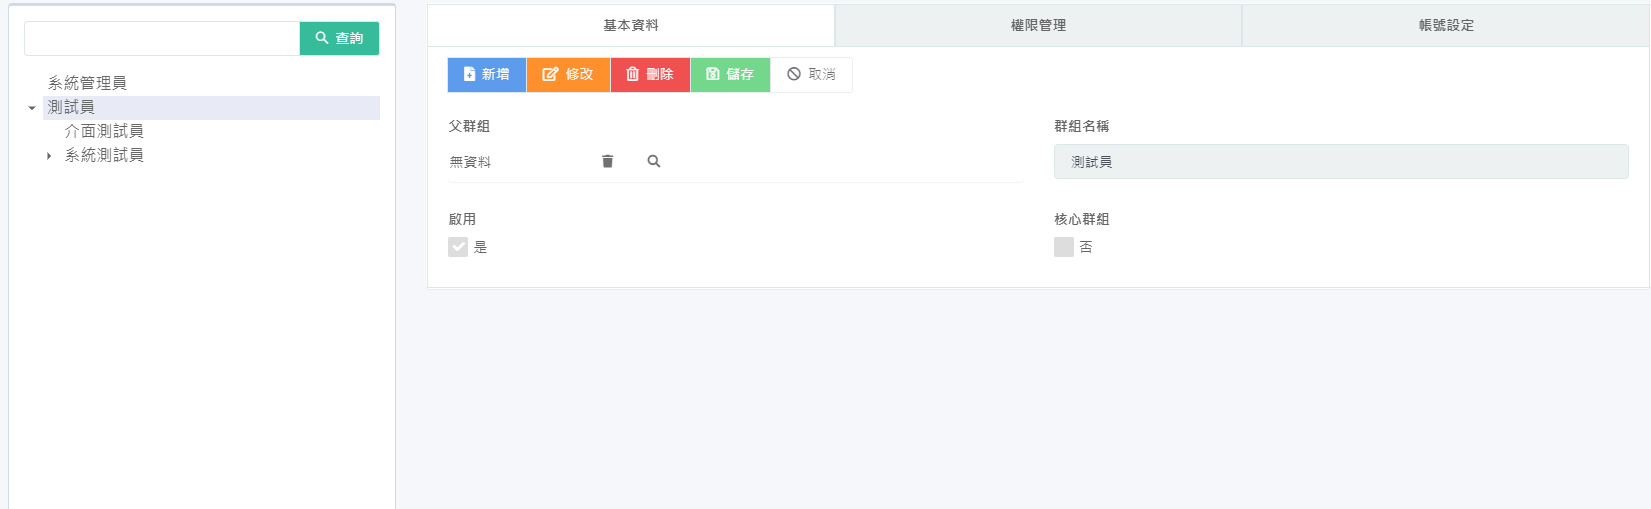 查詢
系統管理員
測試員
介面測試員
系統測試員
基本資料 權限管理 帳號設定
新增 修改 刪除 儲存 取消
父群組 群組名稱
無資料 測試員
啟用 核心群組
是 否